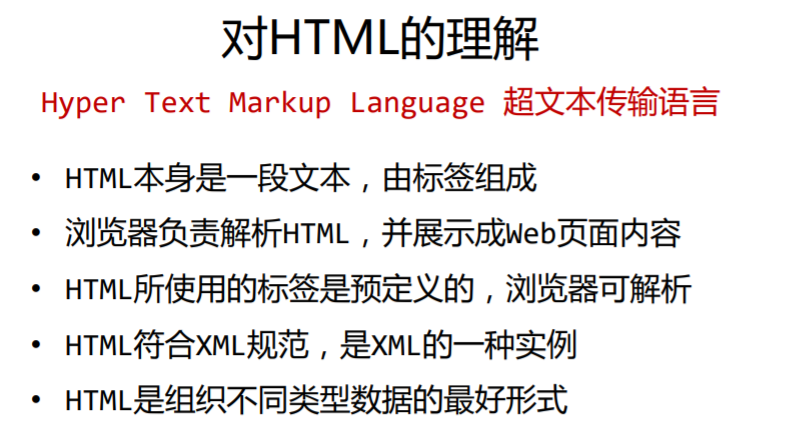 对HTML的理解
Hyper Text Markup Language 超文本传输语言
• HTML本身是一段文本，由标签组成
• 浏览器负责解析HTML，并展示成Web页面内容
• HTML所使用的标签是预定义的，浏览器可解析
• HTML符合XML规范，是XML的一种实例
• HTML是组织不同类型数据的最好形式